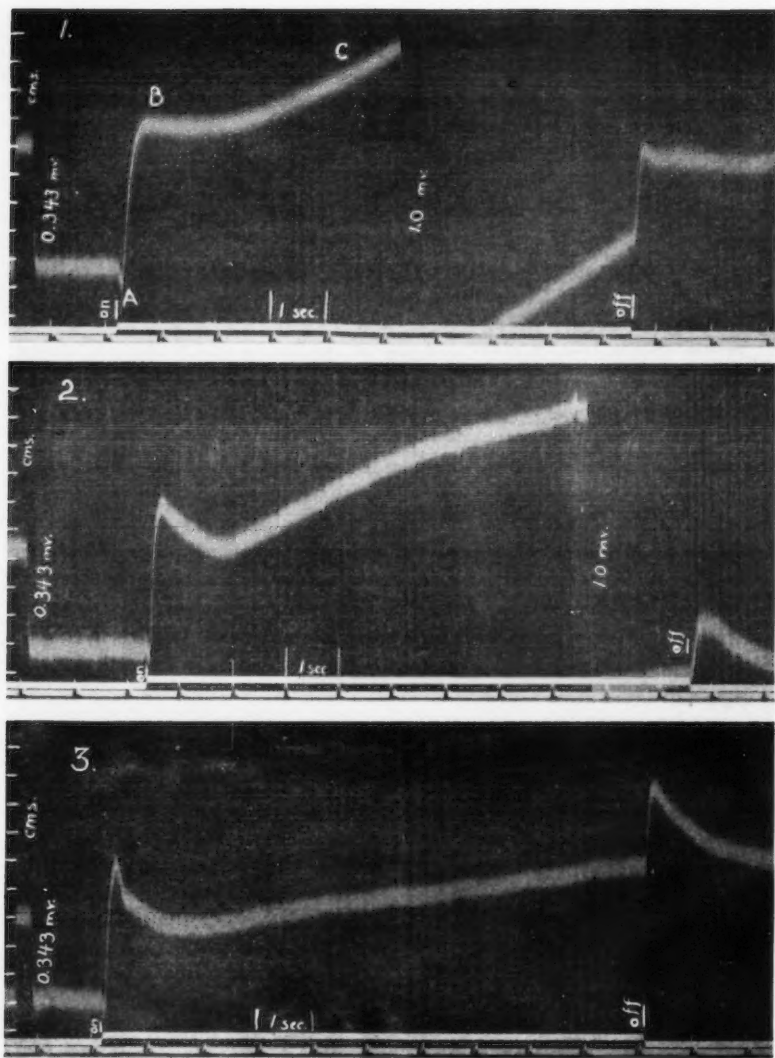 1.
cms.
0.343 mv.
on
A
B
C
1 sec.
1.0 mv.
off
2.
cms.
0.343 mv.
on
1 sec
1.0 mv.
off
3.
cms.
0.343 mv.
on
1 sec.
off